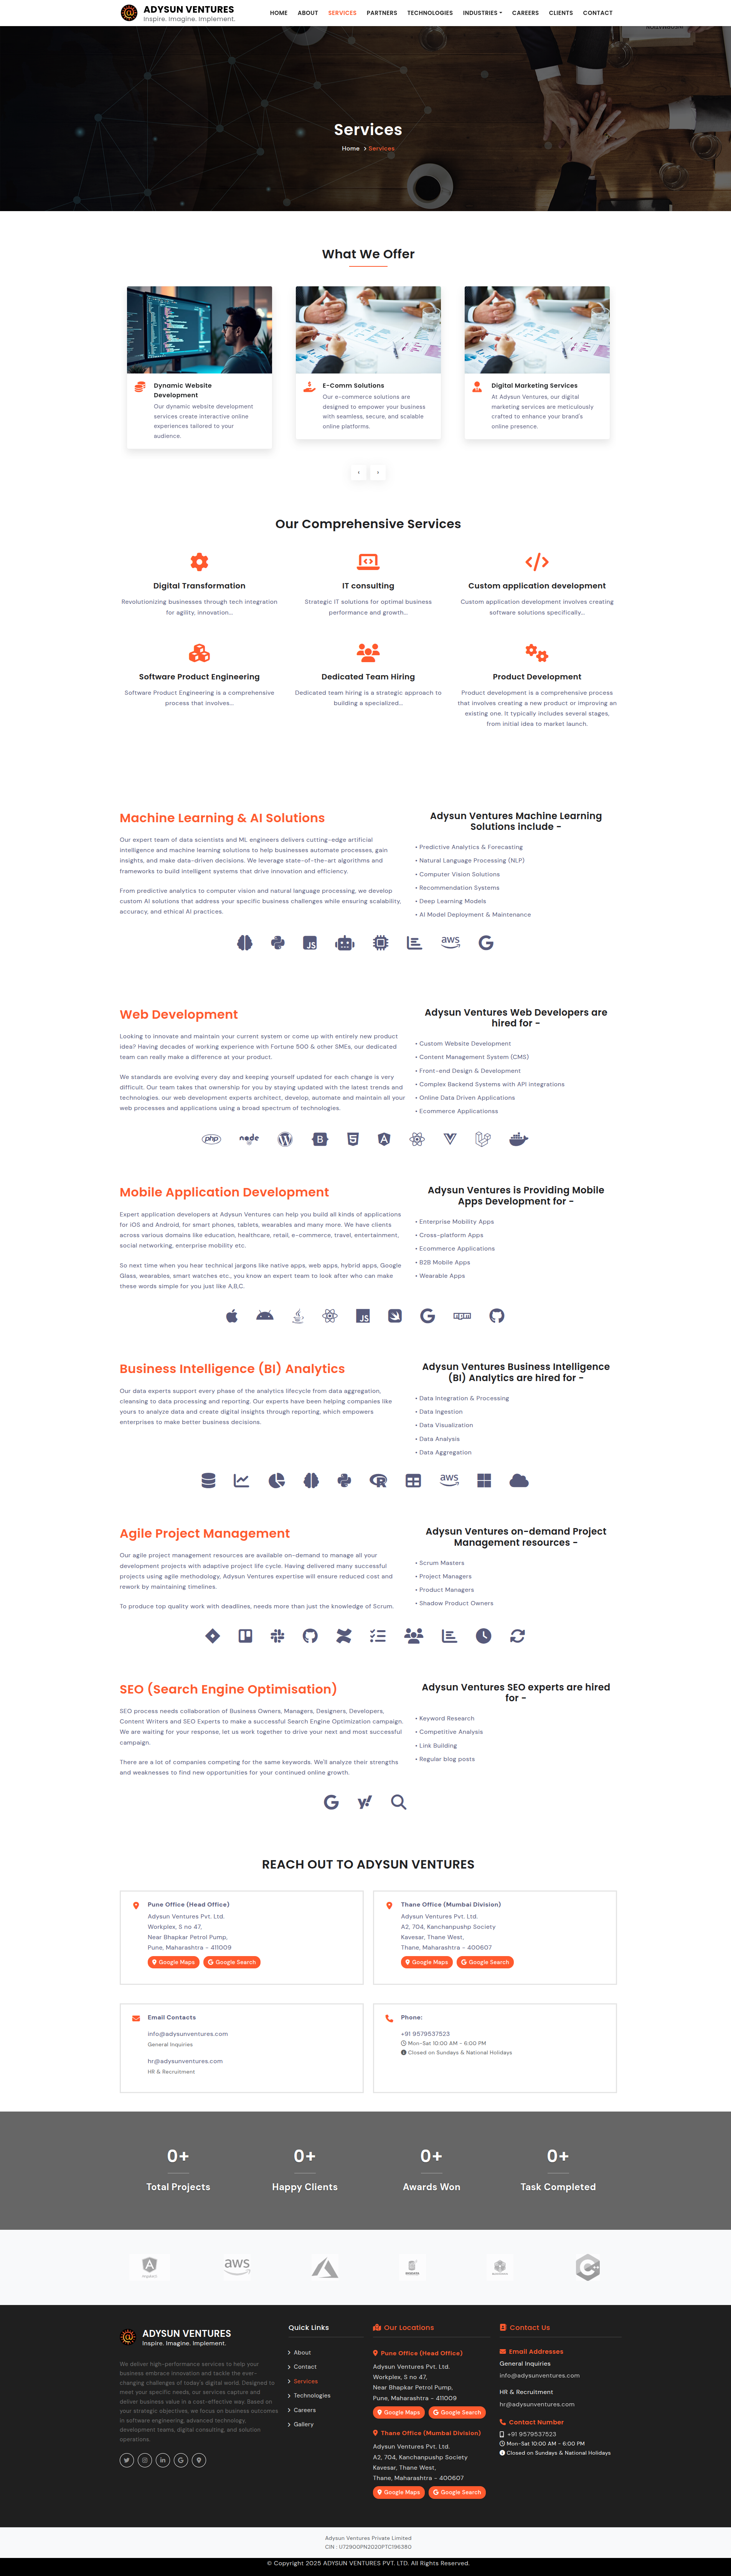 ADYSUN VENTURES
Inspire. Imagine. Implement.
HOME ABOUT SERVICES PARTNERS TECHNOLOGIES INDUSTRIES CAREERS CLIENTS CONTACT
Services
Home > Services
What We Offer
Dynamic Website
Development
Our dynamic website development
services create interactive online
experiences tailored to your
audience.
E-Comm Solutions
Our e-commerce solutions are
designed to empower your business
with seamless, secure, and scalable
online platforms.
Digital Marketing Services
At Adysun Ventures, our digital
marketing services are meticulously
crafted to enhance your brand's
online presence.
Our Comprehensive Services
Digital Transformation
Revolutionizing businesses through tech integration
for agility, innovation...
IT consulting
Strategic IT solutions for optimal business
performance and growth...
Custom application development
Custom application development involves creating
software solutions specifically...
Software Product Engineering
Software Product Engineering is a comprehensive
process that involves...
Dedicated Team Hiring
Dedicated team hiring is a strategic approach to
building a specialized...
Product Development
Product development is a comprehensive process
that involves creating a new product or improving an
existing one. It typically includes several stages,
from initial idea to market launch.
Machine Learning & AI Solutions
Our expert team of data scientists and ML engineers delivers cutting-edge artificial
intelligence and machine learning solutions to help businesses automate processes, gain
insights, and make data-driven decisions. We leverage state-of-the-art algorithms and
frameworks to build intelligent systems that drive innovation and efficiency.
From predictive analytics to computer vision and natural language processing, we develop
custom AI solutions that address your specific business challenges while ensuring scalability,
accuracy, and ethical AI practices.
Adysun Ventures Machine Learning
Solutions include -
• Predictive Analytics & Forecasting
• Natural Language Processing (NLP)
• Computer Vision Solutions
• Recommendation Systems
• Deep Learning Models
• AI Model Deployment & Maintenance
JS
aws
Web Development
Looking to innovate and maintain your current system or come up with entirely new product
idea? Having decades of working experience with Fortune 500 & other SMEs, our dedicated
team can really make a difference at your product.
We standards are evolving every day and keeping yourself updated for each change is very
difficult. Our team takes that ownership for you by staying updated with the latest trends and
technologies. our web development experts architect, develop, automate and maintain all your
web processes and applications using a broad spectrum of technologies.
Adysun Ventures Web Developers are
hired for -
• Custom Website Development
• Content Management System (CMS)
• Front-end Design & Development
• Complex Backend Systems with API integrations
• Online Data Driven Applications
• Ecommerce Applicationss
php node
Mobile Application Development
Expert application developers at Adysun Ventures can help you build all kinds of applications
for iOS and Android, for smart phones, tablets, wearables and many more. We have clients
across various domains like education, healthcare, retail, e-commerce, travel, entertainment,
social networking, enterprise mobility etc.
So next time when you hear technical jargons like native apps, web apps, hybrid apps, Google
Glass, wearables, smart watches etc., you know an expert team to look after who can make
these words simple for you just like A,B,C.
Adysun Ventures is Providing Mobile
Apps Development for -
• Enterprise Mobility Apps
• Cross-platform Apps
• Ecommerce Applications
• B2B Mobile Apps
• Wearable Apps
JS
npm
Business Intelligence (BI) Analytics
Our data experts support every phase of the analytics lifecycle from data aggregation,
cleansing to data processing and reporting. Our experts have been helping companies like
yours to analyze data and create digital insights through reporting, which empowers
enterprises to make better business decisions.
Adysun Ventures Business Intelligence
(BI) Analytics are hired for -
• Data Integration & Processing
• Data Ingestion
• Data Visualization
• Data Analysis
• Data Aggregation
aws
Agile Project Management
Our agile project management resources are available on-demand to manage all your
development projects with adaptive project life cycle. Having delivered many successful
projects using agile methodology, Adysun Ventures expertise will ensure reduced cost and
rework by maintaining timelines.
To produce top quality work with deadlines, needs more than just the knowledge of Scrum.
Adysun Ventures on-demand Project
Management resources -
• Scrum Masters
• Project Managers
• Product Managers
• Shadow Product Owners
SEO (Search Engine Optimisation)
SEO process needs collaboration of Business Owners, Managers, Designers, Developers,
Content Writers and SEO Experts to make a successful Search Engine Optimization campaign.
We are waiting for your response, let us work together to drive your next and most successful
campaign.
There are a lot of companies competing for the same keywords. We'll analyze their strengths
and weaknesses to find new opportunities for your continued online growth.
Adysun Ventures SEO experts are hired
for -
• Keyword Research
• Competitive Analysis
• Link Building
• Regular blog posts
REACH OUT TO ADYSUN VENTURES
Pune Office (Head Office)
Adysun Ventures Pvt. Ltd.
Workplex, S no 47,
Near Bhapkar Petrol Pump,
Pune, Maharashtra - 411009
Google Maps Google Search
Thane Office (Mumbai Division)
Adysun Ventures Pvt. Ltd.
A2, 704, Kanchanpushp Society
Kavesar, Thane West,
Thane, Maharashtra - 400607
Google Maps Google Search
Email Contacts
info@adysunventures.com
General Inquiries
hr@adysunventures.com
HR & Recruitment
Phone:
+91 9579537523
Mon-Sat 10:00 AM - 6:00 PM
Closed on Sundays & National Holidays
0+ 0+ 0+ 0+
Total Projects Happy Clients Awards Won Task Completed
aws
ADYSUN VENTURES
Inspire. Imagine. Implement.
We deliver high-performance services to help your
business embrace innovation and tackle the ever-
changing challenges of today's digital world. Designed to
meet your specific needs, our services capture and
deliver business value in a cost-effective way. Based on
your strategic objectives, we focus on business outcomes
in software engineering, advanced technology,
development teams, digital consulting, and solution
operations.
Quick Links
About
Contact
Services
Technologies
Careers
Gallery
Our Locations
Pune Office (Head Office)
Adysun Ventures Pvt. Ltd.
Workplex, S no 47,
Near Bhapkar Petrol Pump,
Pune, Maharashtra - 411009
Google Maps Google Search
Thane Office (Mumbai Division)
Adysun Ventures Pvt. Ltd.
A2, 704, Kanchanpushp Society
Kavesar, Thane West,
Thane, Maharashtra - 400607
Google Maps Google Search
Contact Us
Email Addresses
General Inquiries
info@adysunventures.com
HR & Recruitment
hr@adysunventures.com
Contact Number
+91 9579537523
Mon-Sat 10:00 AM - 6:00 PM
Closed on Sundays & National Holidays
Adysun Ventures Private Limited
CIN : U72900PN2020PTC196380
© Copyright 2025 ADYSUN VENTURES PVT. LTD. All Rights Reserved.